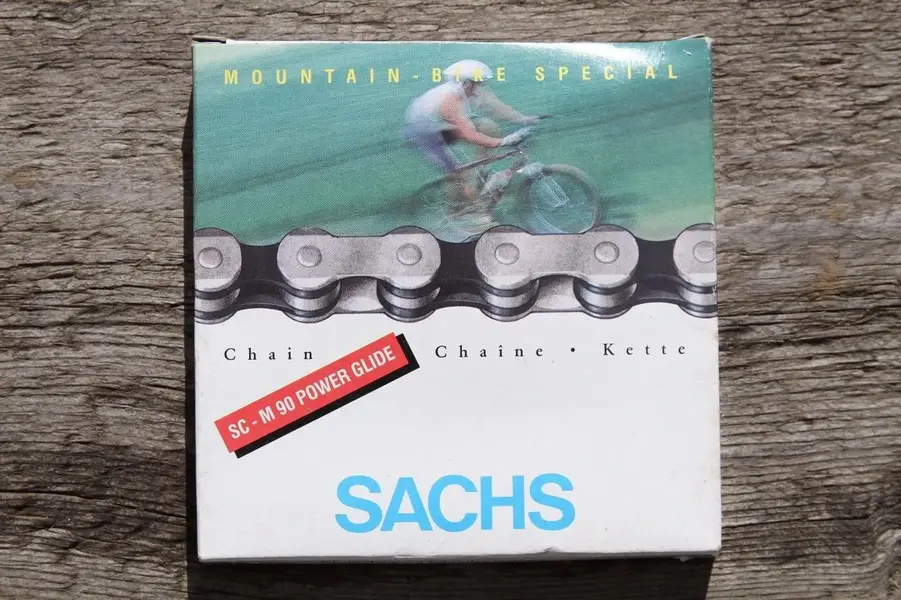 MOUNTAIN-BIKE SPECIAL
Chain Chaîne • Kette
SC - M 90 POWER GLIDE
SACHS